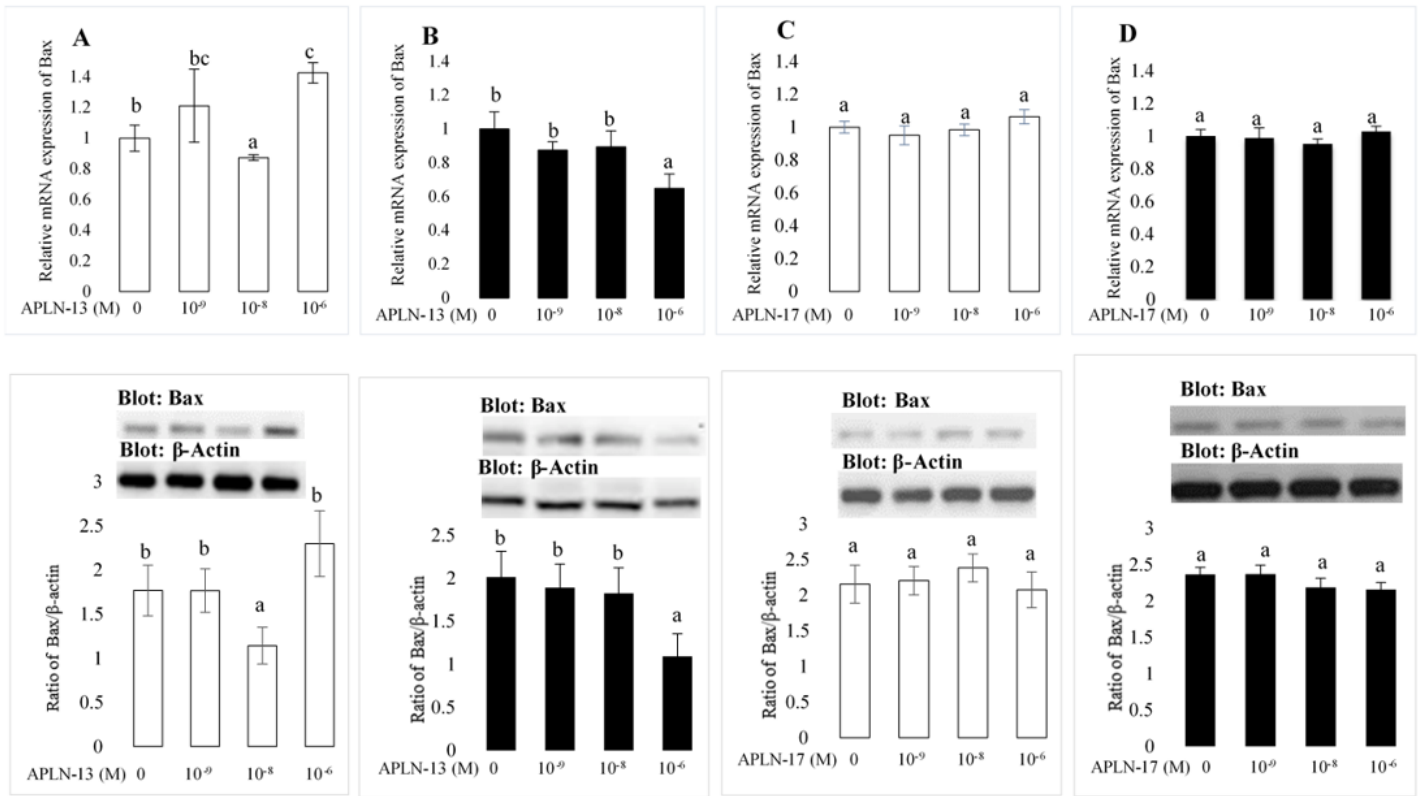 A
Relative mRNA expression of Bax
1.4
1.2
1
0.8
0.6
0.4
0.2
0
b
bc
a
c
APLN-13 (M) 0 10⁻⁹ 10⁻⁸ 10⁻⁶
B
Relative mRNA expression of Bax
1.4
1.2
1
0.8
0.6
0.4
0.2
0
b
b
b
a
APLN-13 (M) 0 10⁻⁹ 10⁻⁸ 10⁻⁶
C
Relative mRNA expression of Bax
1.4
1.2
1
0.8
0.6
0.4
0.2
0
a
a
a
a
APLN-17 (M) 0 10⁻⁹ 10⁻⁸ 10⁻⁶
D
Relative mRNA expression of Bax
1.4
1.2
1
0.8
0.6
0.4
0.2
0
a
a
a
a
APLN-17 (M) 0 10⁻⁹ 10⁻⁸ 10⁻⁶
Blot: Bax
Blot: β-Actin
Ratio of Bax/β-actin
3
2.5
2
1.5
1
0.5
0
b
b
a
b
APLN-13 (M) 0 10⁻⁹ 10⁻⁸ 10⁻⁶
Blot: Bax
Blot: β-Actin
Ratio of Bax/β-actin
2.5
2
1.5
1
0.5
0
b
b
b
a
APLN-13 (M) 0 10⁻⁹ 10⁻⁸ 10⁻⁶
Blot: Bax
Blot: β-Actin
Ratio of Bax/β-actin
3
2.5
2
1.5
1
0.5
0
a
a
a
a
APLN-17 (M) 0 10⁻⁹ 10⁻⁸ 10⁻⁶
Blot: Bax
Blot: β-Actin
Ratio of Bax/β-actin
3
2.5
2
1.5
1
0.5
0
a
a
a
a
APLN-17 (M) 0 10⁻⁹ 10⁻⁸ 10⁻⁶